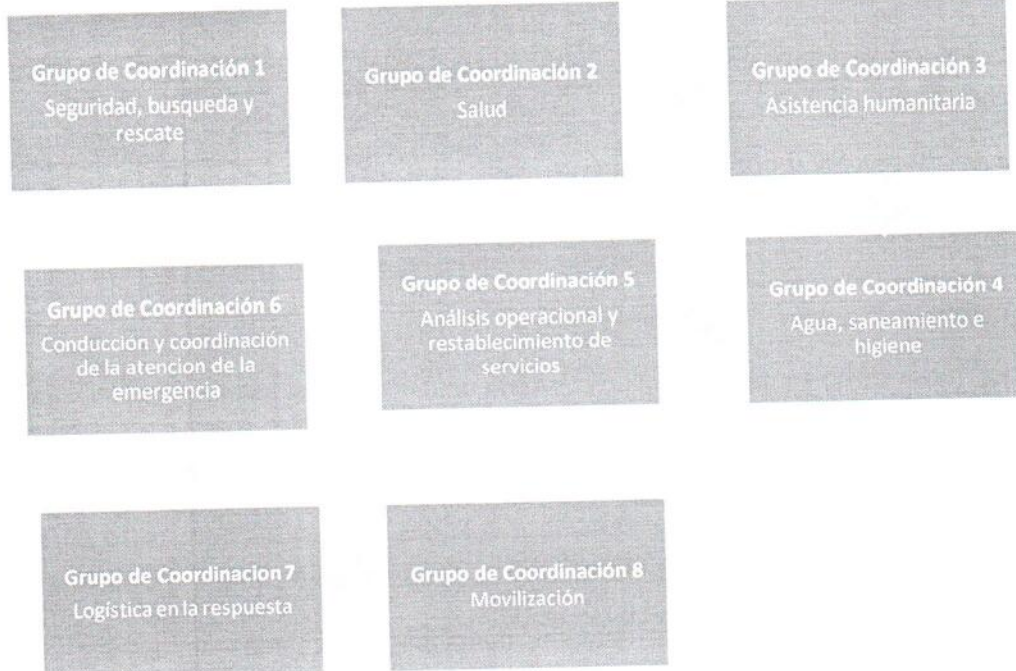 Grupo de Coordinación 1
Seguridad, busqueda y
rescate
Grupo de Coordinación 2
Salud
Grupo de Coordinación 3
Asistencia humanitaria
Grupo de Coordinación 6
Conducción y coordinación
de la atencion de la
emergencia
Grupo de Coordinación 5
Análisis operacional y
restablecimiento de
servicios
Grupo de Coordinación 4
Agua, saneamiento e
higiene
Grupo de Coordinacion 7
Logística en la respuesta
Grupo de Coordinación 8
Movilización